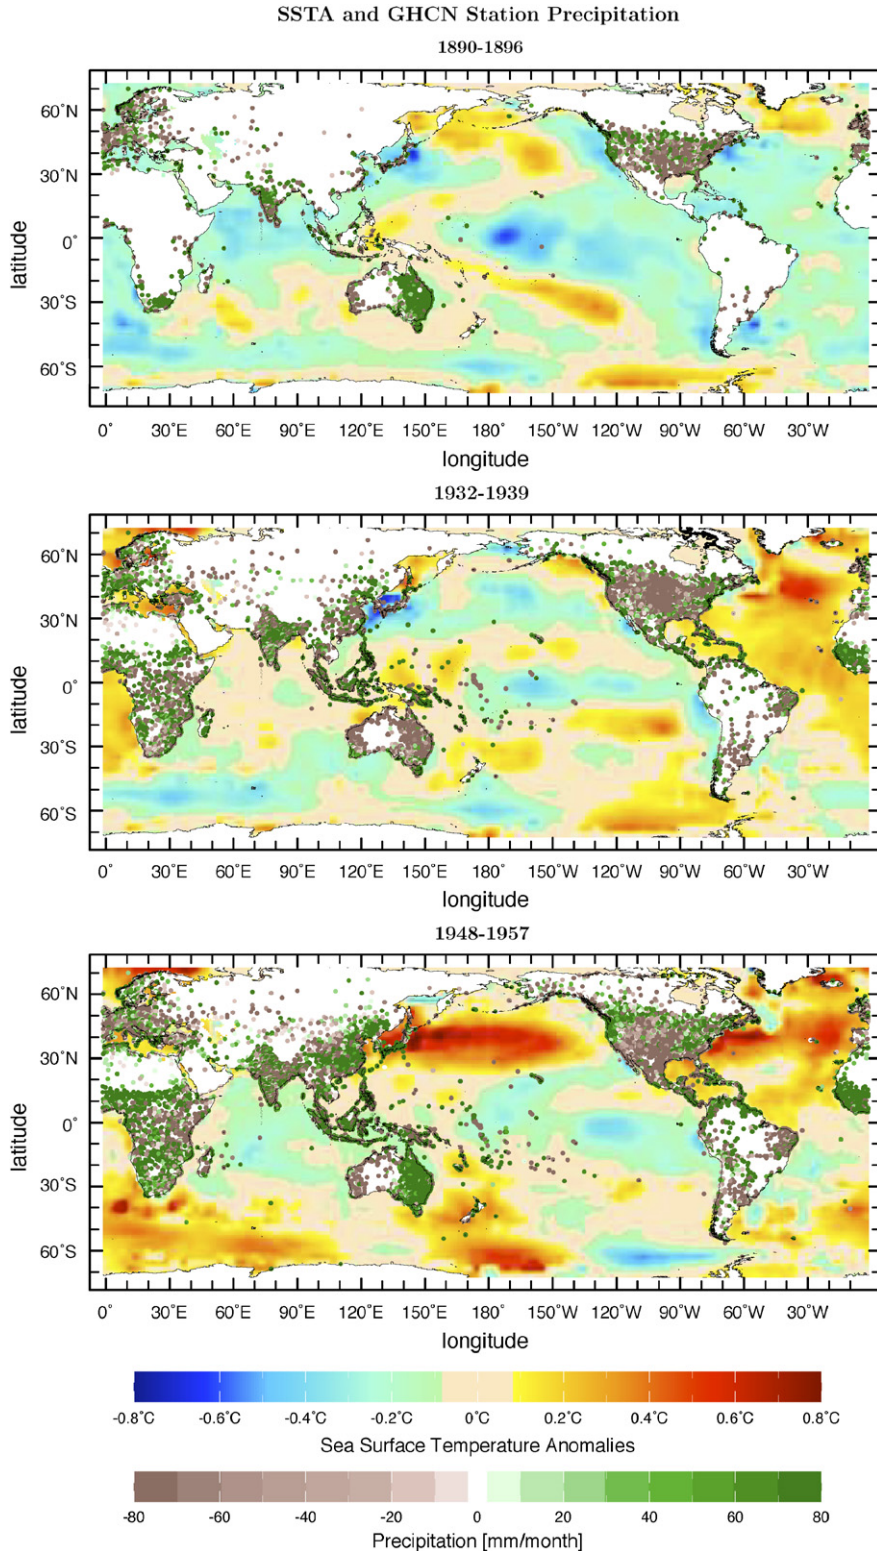 SSTA and GHCN Station Precipitation
1890-1896
60˚N
30˚N
0˚
30˚S
60˚S
latitude
0˚ 30˚E 60˚E 90˚E 120˚E 150˚E 180˚ 150˚W 120˚W 90˚W 60˚W 30˚W
longitude
1932-1939
60˚N
30˚N
0˚
30˚S
60˚S
latitude
0˚ 30˚E 60˚E 90˚E 120˚E 150˚E 180˚ 150˚W 120˚W 90˚W 60˚W 30˚W
longitude
1948-1957
60˚N
30˚N
0˚
30˚S
60˚S
latitude
0˚ 30˚E 60˚E 90˚E 120˚E 150˚E 180˚ 150˚W 120˚W 90˚W 60˚W 30˚W
longitude
-0.8˚C -0.6˚C -0.4˚C -0.2˚C 0˚C 0.2˚C 0.4˚C 0.6˚C 0.8˚C
Sea Surface Temperature Anomalies
-80 -60 -40 -20 0 20 40 60 80
Precipitation [mm/month]